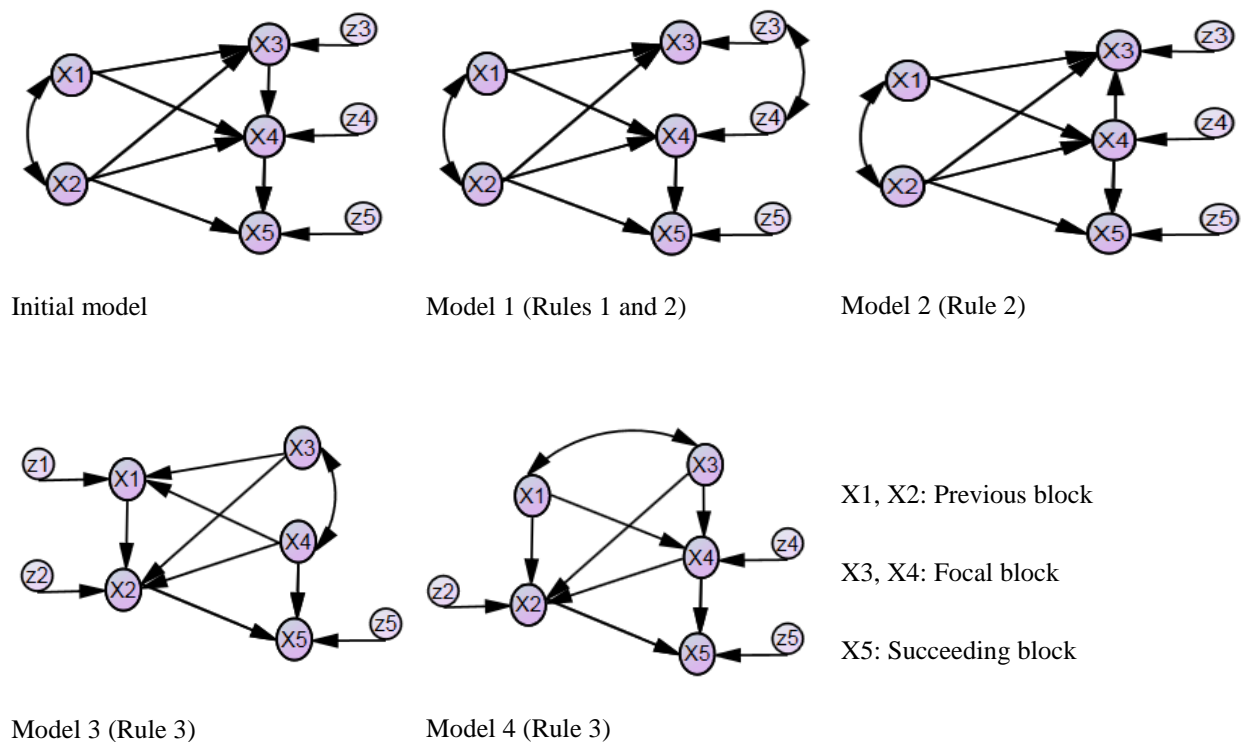 X3 z3 X3 z3 X3 z3
X1 X1 X1
X4 z4 X4 z4 X4 z4
X2 X2 X2
X5 z5 X5 z5 X5 z5
Initial model
Model 1 (Rules 1 and 2)
Model 2 (Rule 2)
z1 X1 X3
X4
z2 X2
X5 z5
X3
X1
X4 z4
z2 X2
X5 z5
X1, X2: Previous block
X3, X4: Focal block
X5: Succeeding block
Model 3 (Rule 3)
Model 4 (Rule 3)